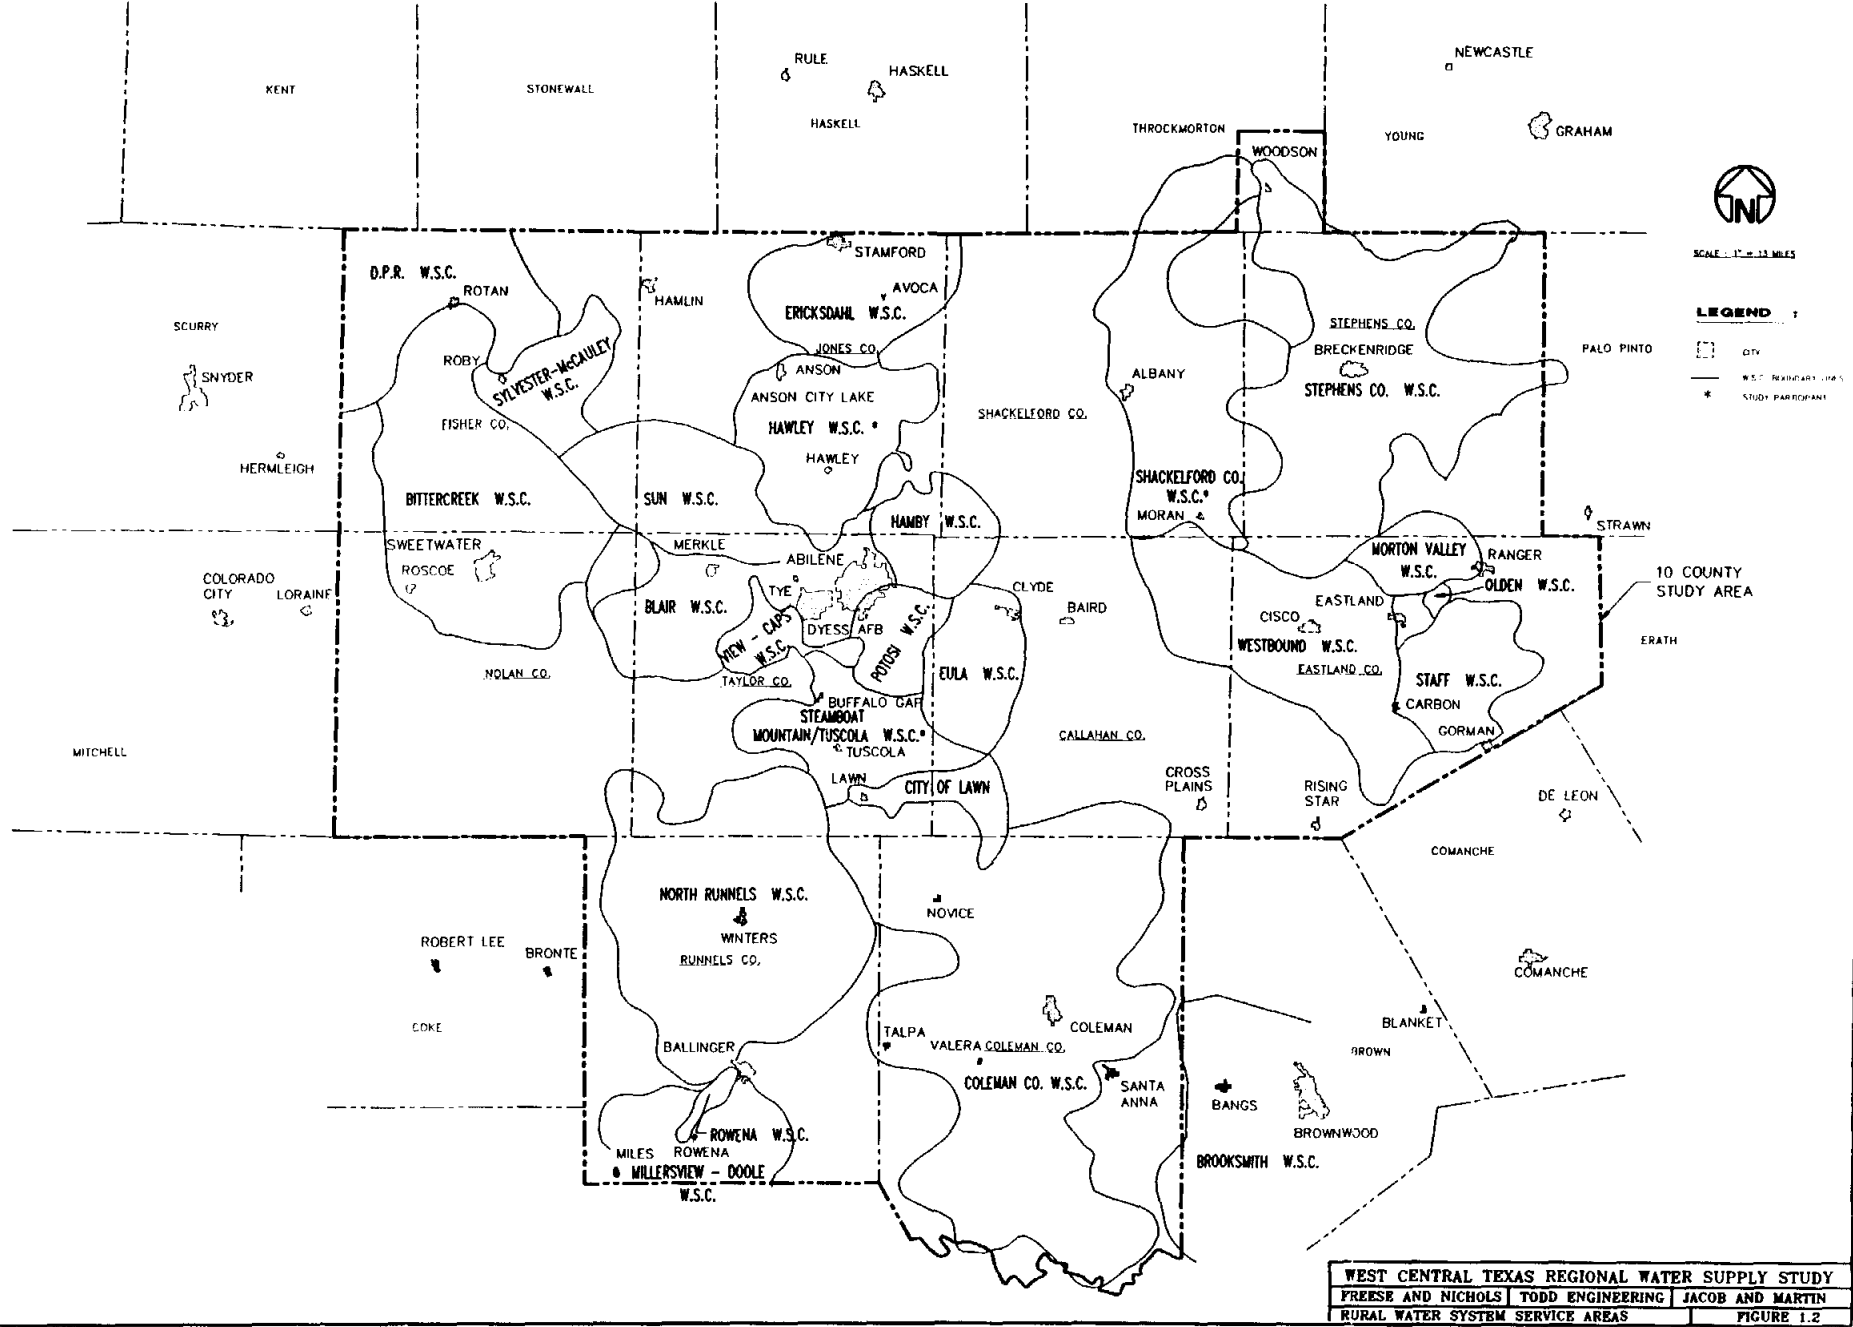 NEWCASTLE
RULE
HASKELL
KENT
STONEWALL
HASKELL
THROCKMORTON
YOUNG
GRAHAM
WOODSON
N
SCALE : 1" = 13 MILES
STAMFORD
D.P.R. W.S.C.
ROTAN
HAMLIN
AVOCA
ERICKSDAHL W.S.C.
LEGEND :
CITY
W.S.C. BOUNDARY LINES
* STUDY PARTICIPANT
SCURRY
STEPHENS CO.
JONES CO.
BRECKENRIDGE
PALO PINTO
ROBY
SYLVESTER-McCAULEY
W.S.C.
ANSON
ALBANY
SNYDER
STEPHENS CO. W.S.C.
ANSON CITY LAKE
SHACKELFORD CO.
FISHER CO.
HAWLEY W.S.C. *
HERMLEIGH
HAWLEY
SHACKELFORD CO.
W.S.C.*
BITTERCREEK W.S.C.
SUN W.S.C.
MORAN
HAMBY W.S.C.
STRAWN
SWEETWATER
MERKLE
ABILENE
MORTON VALLEY
W.S.C.
RANGER
ROSCOE
COLORADO
CITY
LORAINE
TYE
CLYDE
OLDEN W.S.C.
10 COUNTY
STUDY AREA
BLAIR W.S.C.
BAIRD
EASTLAND
CISCO
VIEW - CAPS
W.S.C.
DYESS AFB
POTOSI W.S.C.
WESTBOUND W.S.C.
ERATH
NOLAN CO.
TAYLOR CO.
EULA W.S.C.
EASTLAND CO.
STAFF W.S.C.
BUFFALO GAP
CARBON
STEAMBOAT
MOUNTAIN/TUSCOLA W.S.C.*
TUSCOLA
CALLAHAN CO.
GORMAN
MITCHELL
LAWN
CITY OF LAWN
CROSS
PLAINS
RISING
STAR
DE LEON
COMANCHE
NORTH RUNNELS W.S.C.
NOVICE
WINTERS
ROBERT LEE
BRONTE
RUNNELS CO.
COMANCHE
COKE
TALPA
COLEMAN
BLANKET
BALLINGER
VALERA
COLEMAN CO.
BROWN
COLEMAN CO. W.S.C.
SANTA
ANNA
BANGS
BROWNWOOD
ROWENA W.S.C.
MILES
ROWENA
MILLERSVIEW - DOOLE
W.S.C.
BROOKSMITH W.S.C.
WEST CENTRAL TEXAS REGIONAL WATER SUPPLY STUDY
FREESE AND NICHOLS TODD ENGINEERING JACOB AND MARTIN
RURAL WATER SYSTEM SERVICE AREAS FIGURE 1.2